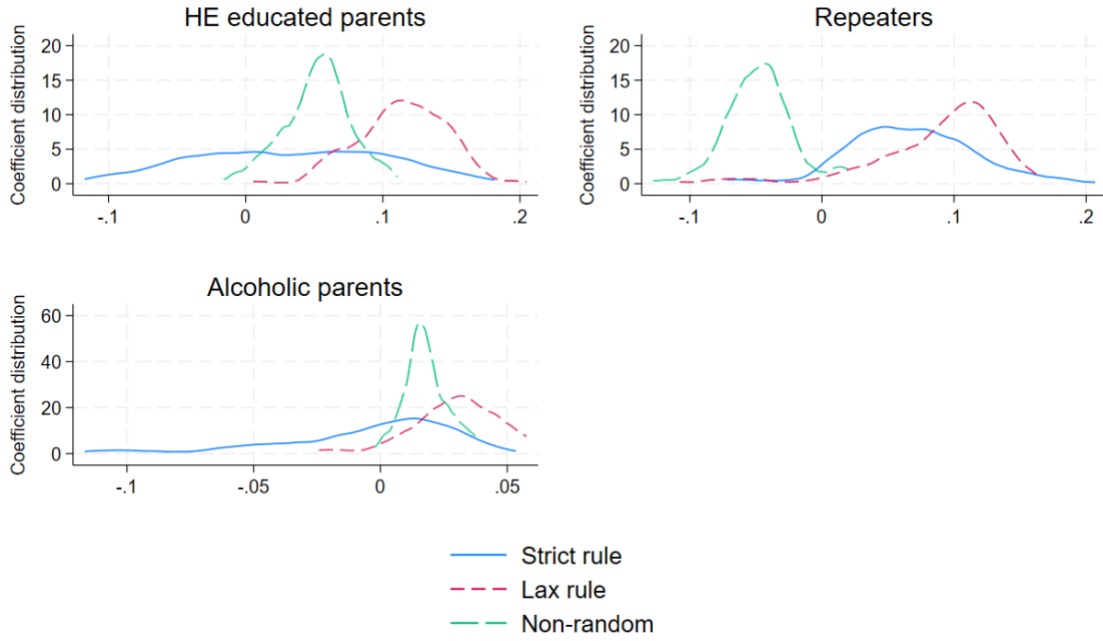 HE educated parents
Coefficient distribution
20
15
10
5
0
-.1
0
.1
.2
Repeaters
Coefficient distribution
20
15
10
5
0
-.1
0
.1
.2
Alcoholic parents
Coefficient distribution
60
40
20
0
-.1
-.05
0
.05
Strict rule
Lax rule
Non-random